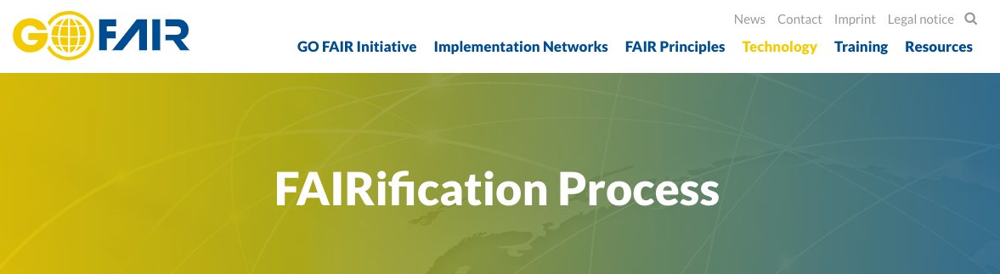 GO FAIR
News Contact Imprint Legal notice
GO FAIR Initiative Implementation Networks FAIR Principles Technology Training Resources
FAIRification Process